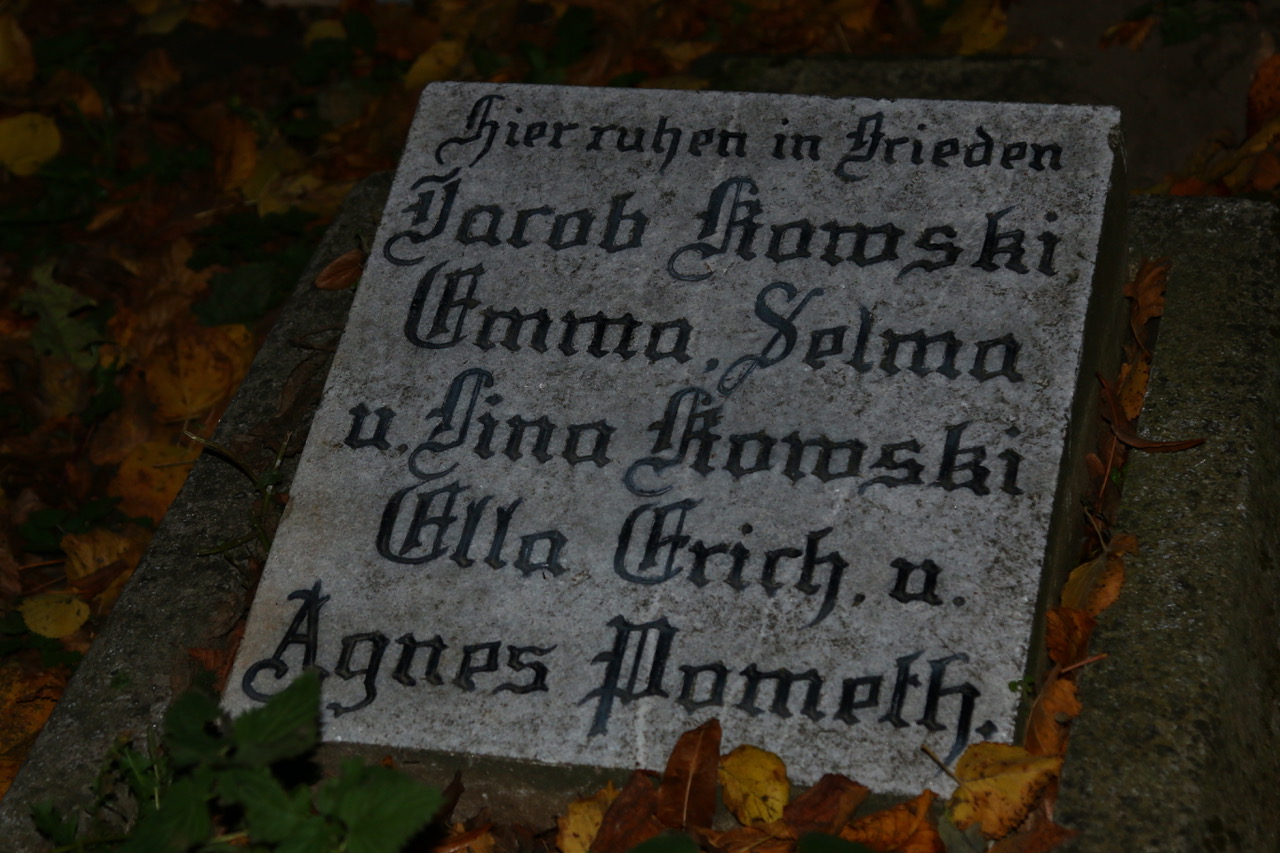 Hier ruhen in Frieden
Jacob Kowski
Emma, Selma
u. Lina Kowski
Ella Erich, u.
Agnes Pometh.